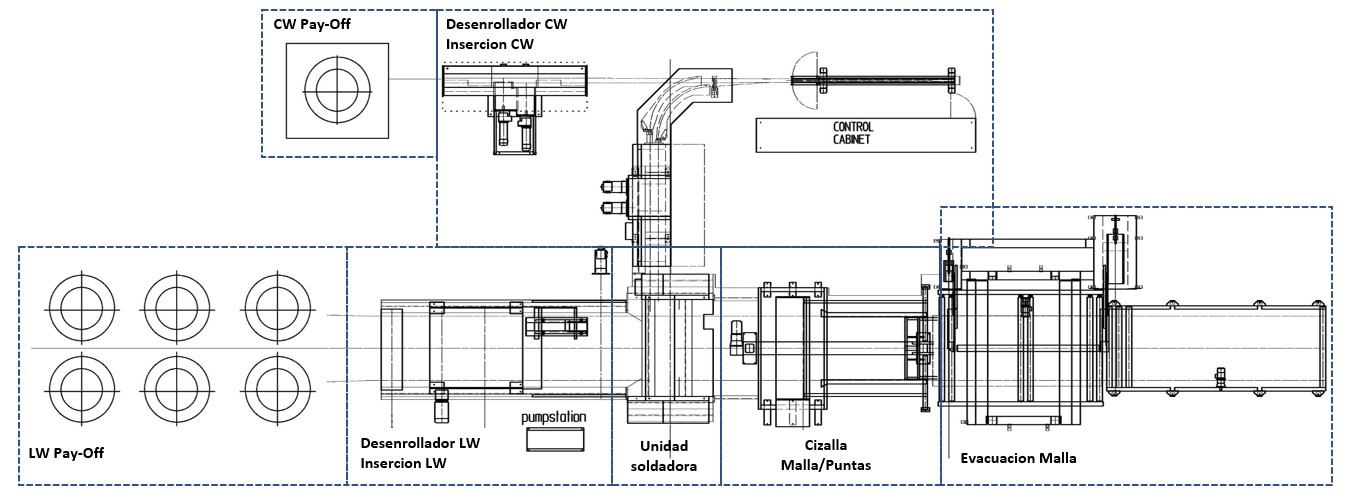 CW Pay-Off
Desenrollador CW
Insercion CW
CONTROL
CABINET
LW Pay-Off
Desenrollador LW
Insercion LW
pumpstation
Unidad
soldadora
Cizalla
Malla/Puntas
Evacuacion Malla